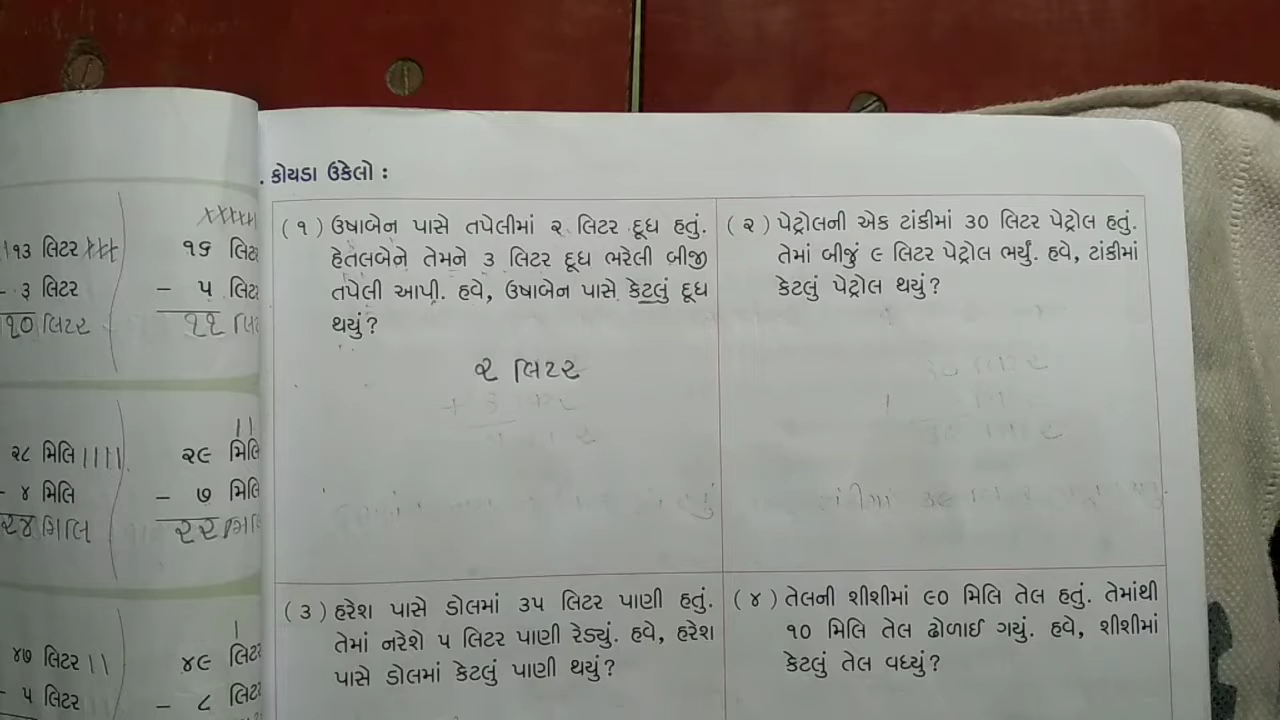 . કોયડા ઉકેલો :
૧૩ લિટર
- ૩ લિટર
૧૦ લિટર
૧૬ લિટ
- ૫ લિટ
૧૧ લિ
૨૮ મિલિ
- ૪ મિલિ
૨૪ મિલિ
૨૯ મિલિ
- ૭ મિલિ
૨૨ મિલિ
૪૭ લિટર
- ૫ લિટર
૪૯ લિટર
- ૮ લિટર
(૧) ઉષાબેન પાસે તપેલીમાં ૨ લિટર દૂધ હતું.
હેતલબેને તેમને ૩ લિટર દૂધ ભરેલી બીજી
તપેલી આપી. હવે, ઉષાબેન પાસે કેટલું દૂધ
થયું?
૨ લિટર
(૨) પેટ્રોલની એક ટાંકીમાં ૩૦ લિટર પેટ્રોલ હતું.
તેમાં બીજું ૯ લિટર પેટ્રોલ ભર્યું. હવે, ટાંકીમાં
કેટલું પેટ્રોલ થયું?
(૩) હરેશ પાસે ડોલમાં ૩૫ લિટર પાણી હતું.
તેમાં નરેશે ૫ લિટર પાણી રેડ્યું. હવે, હરેશ
પાસે ડોલમાં કેટલું પાણી થયું?
(૪) તેલની શીશીમાં ૯૦ મિલિ તેલ હતું. તેમાંથી
૧૦ મિલિ તેલ ઢોળાઈ ગયું. હવે, શીશીમાં
કેટલું તેલ વધ્યું?